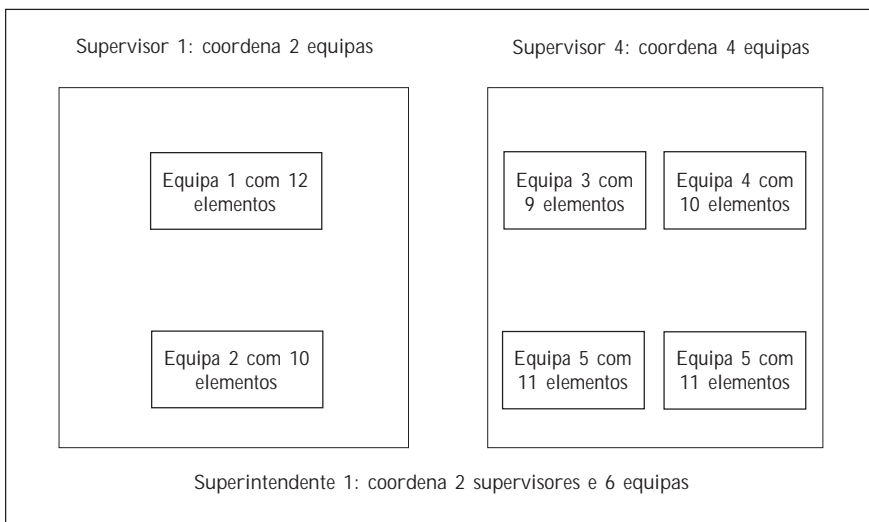 Supervisor 1: coordena 2 equipas
Supervisor 4: coordena 4 equipas
Equipa 1 com 12
elementos
Equipa 2 com 10
elementos
Equipa 3 com
9 elementos
Equipa 4 com
10 elementos
Equipa 5 com
11 elementos
Equipa 5 com
11 elementos
Superintendente 1: coordena 2 supervisores e 6 equipas